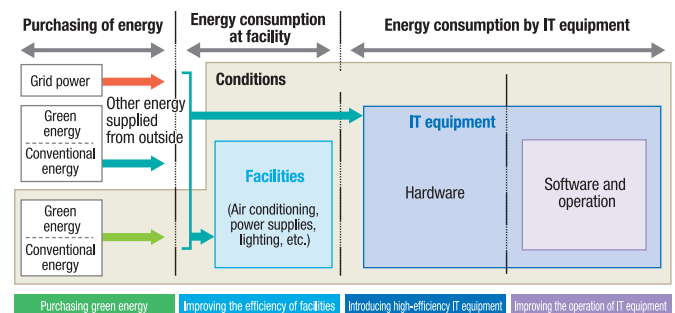 Purchasing of energy
Energy consumption
at facility
Energy consumption by IT equipment
Grid power
Green
energy
Conventional
energy
Other energy
supplied
from outside
Green
energy
Conventional
energy
Conditions
Facilities
(Air conditioning,
power supplies,
lighting, etc.)
IT equipment
Hardware
Software and
operation
Purchasing green energy
Improving the efficiency of facilities
Introducing high-efficiency IT equipment
Improving the operation of IT equipment